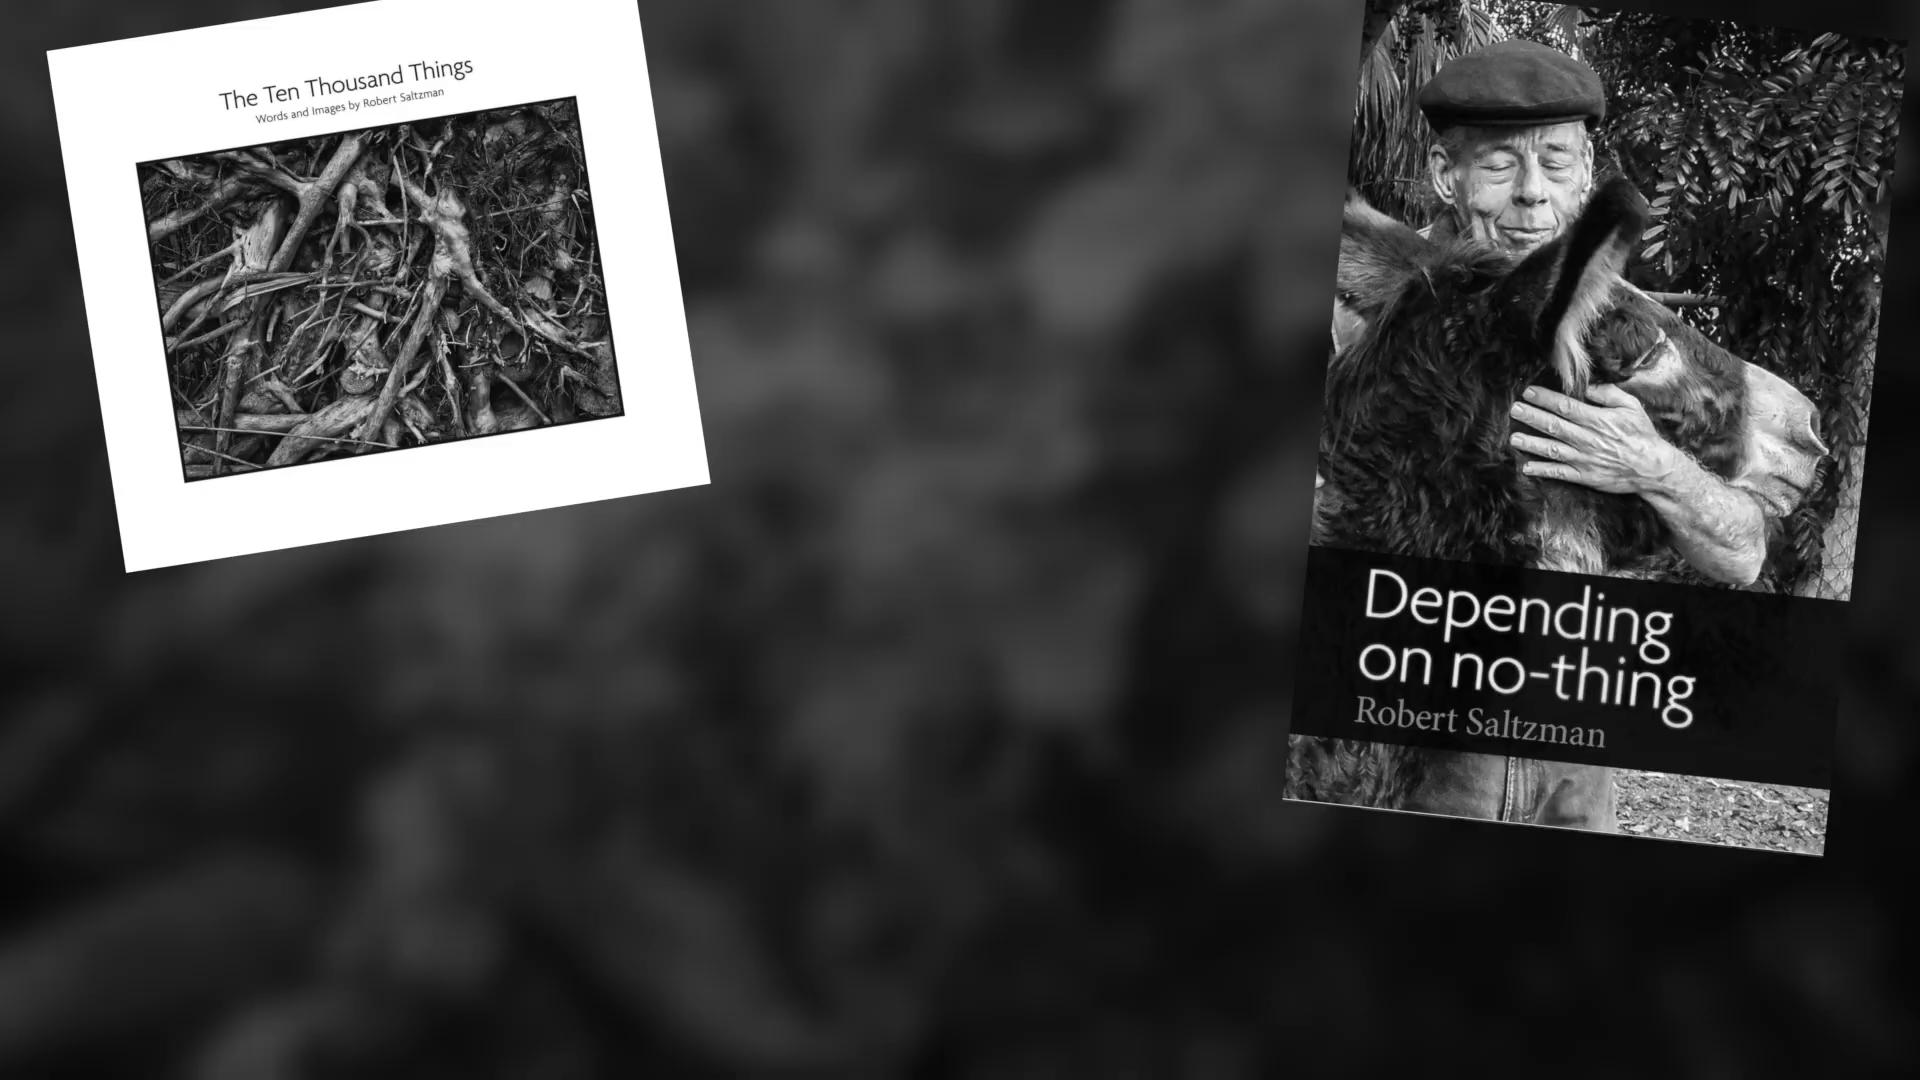 The Ten Thousand Things
Words and Images by Robert Saltzman
Depending
on no-thing
Robert Saltzman